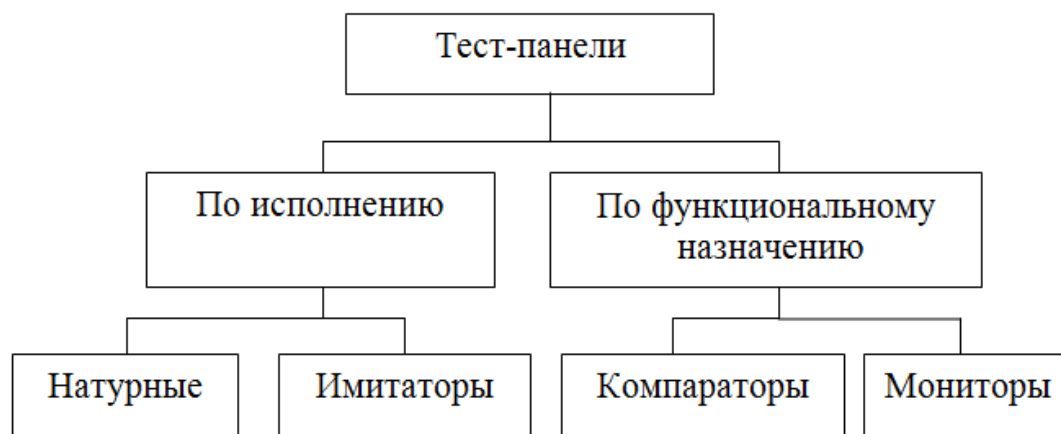 Тест-панели
По исполнению
По функциональному
назначению
Натурные
Имитаторы
Компараторы
Мониторы